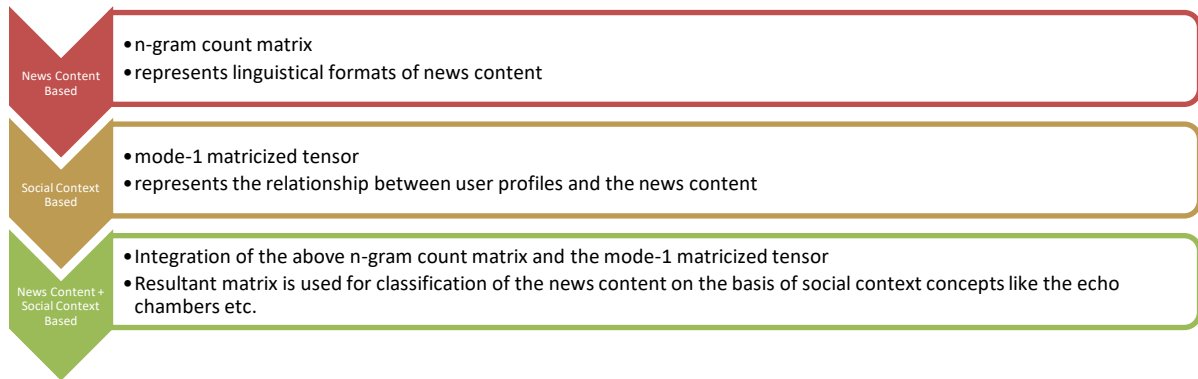 News Content
Based
•n-gram count matrix
•represents linguistical formats of news content
Social Context
Based
•mode-1 matricized tensor
•represents the relationship between user profiles and the news content
News Content +
Social Context
Based
•Integration of the above n-gram count matrix and the mode-1 matricized tensor
•Resultant matrix is used for classification of the news content on the basis of social context concepts like the echo
chambers etc.